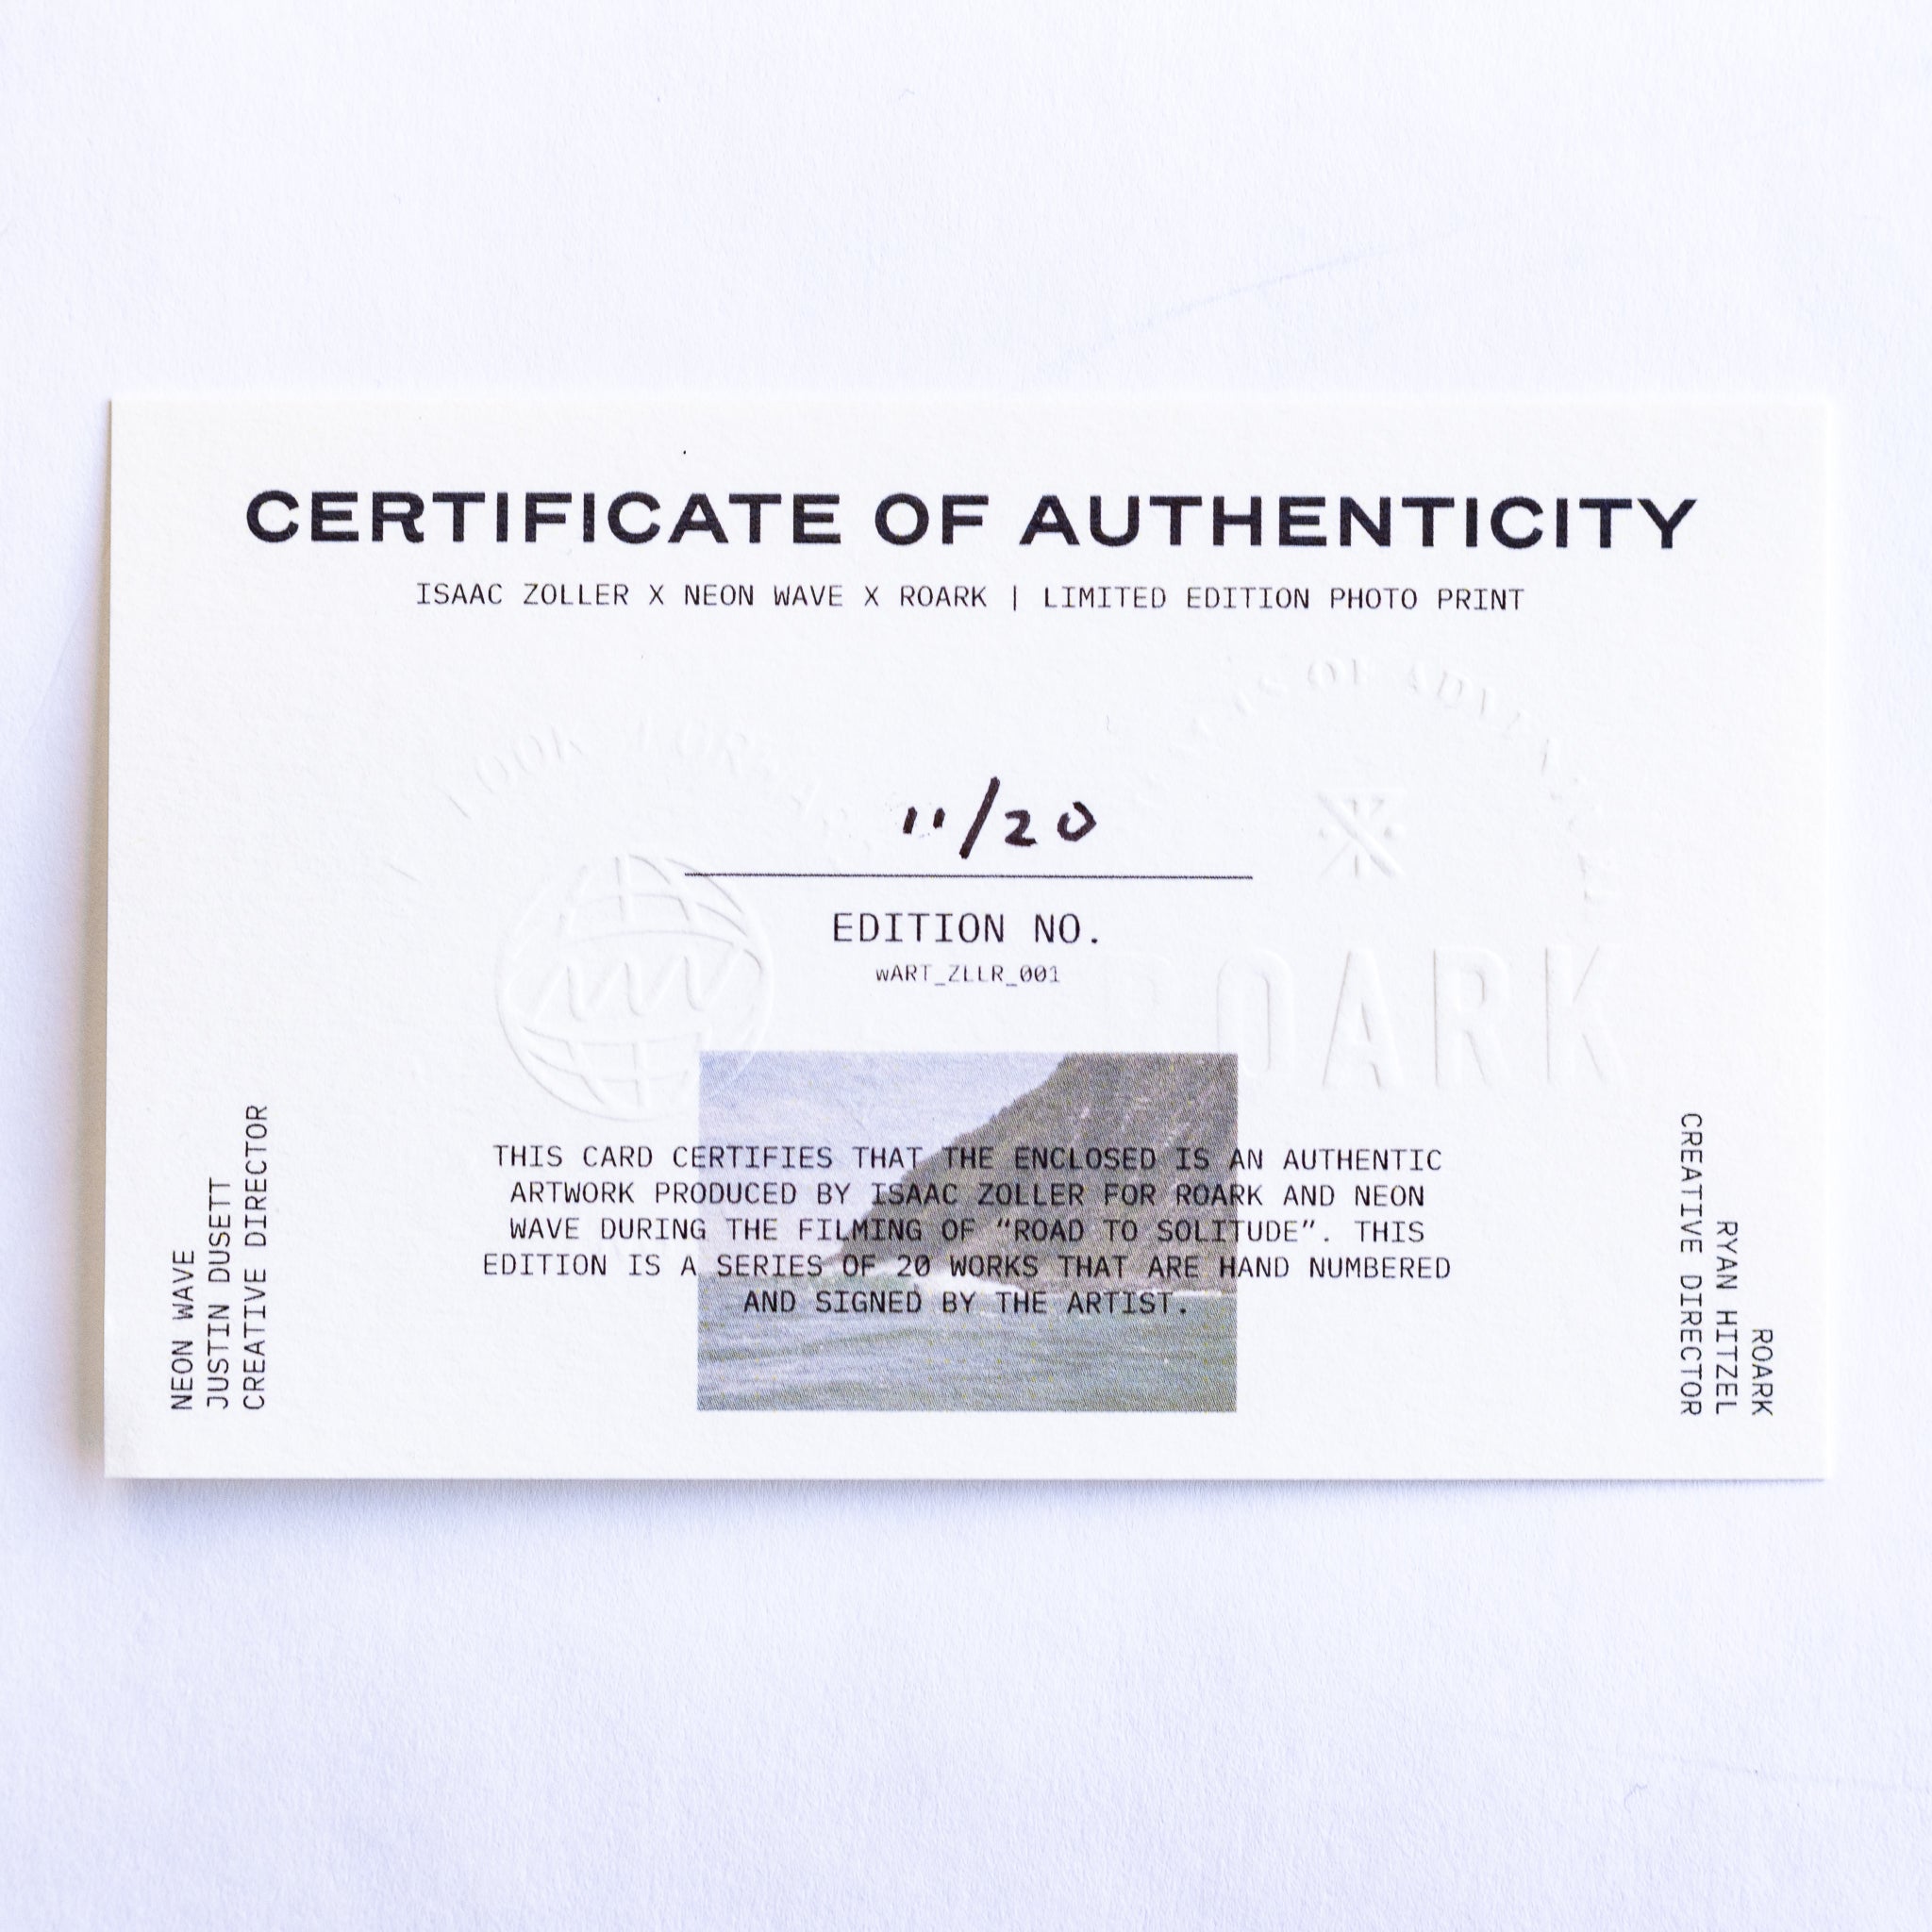 CERTIFICATE OF AUTHENTICITY
ISAAC ZOLLER X NEON WAVE X ROARK | LIMITED EDITION PHOTO PRINT
11/20
EDITION NO.
wART_ZLLR_001
ROARK
THIS CARD CERTIFIES THAT THE ENCLOSED IS AN AUTHENTIC
ARTWORK PRODUCED BY ISAAC ZOLLER FOR ROARK AND NEON
WAVE DURING THE FILMING OF “ROAD TO SOLITUDE”. THIS
EDITION IS A SERIES OF 20 WORKS THAT ARE HAND NUMBERED
AND SIGNED BY THE ARTIST.
NEON WAVE
JUSTIN DUSETT
CREATIVE DIRECTOR
ROARK
RYAN HITZEL
CREATIVE DIRECTOR